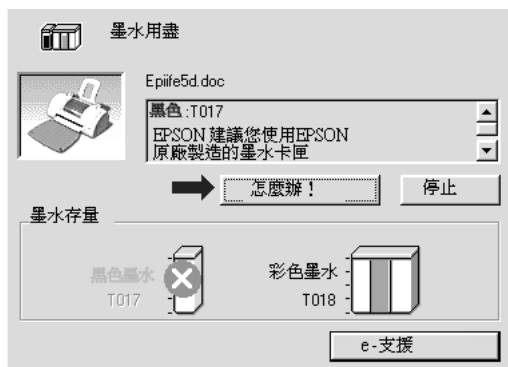 墨水用盡
Epiife5d.doc
黑色 :T017
EPSON 建議您使用EPSON
原廠製造的墨水卡匣
怎麼辦！
停止
墨水存量
黑色墨水
T017
彩色墨水
T018
e-支援